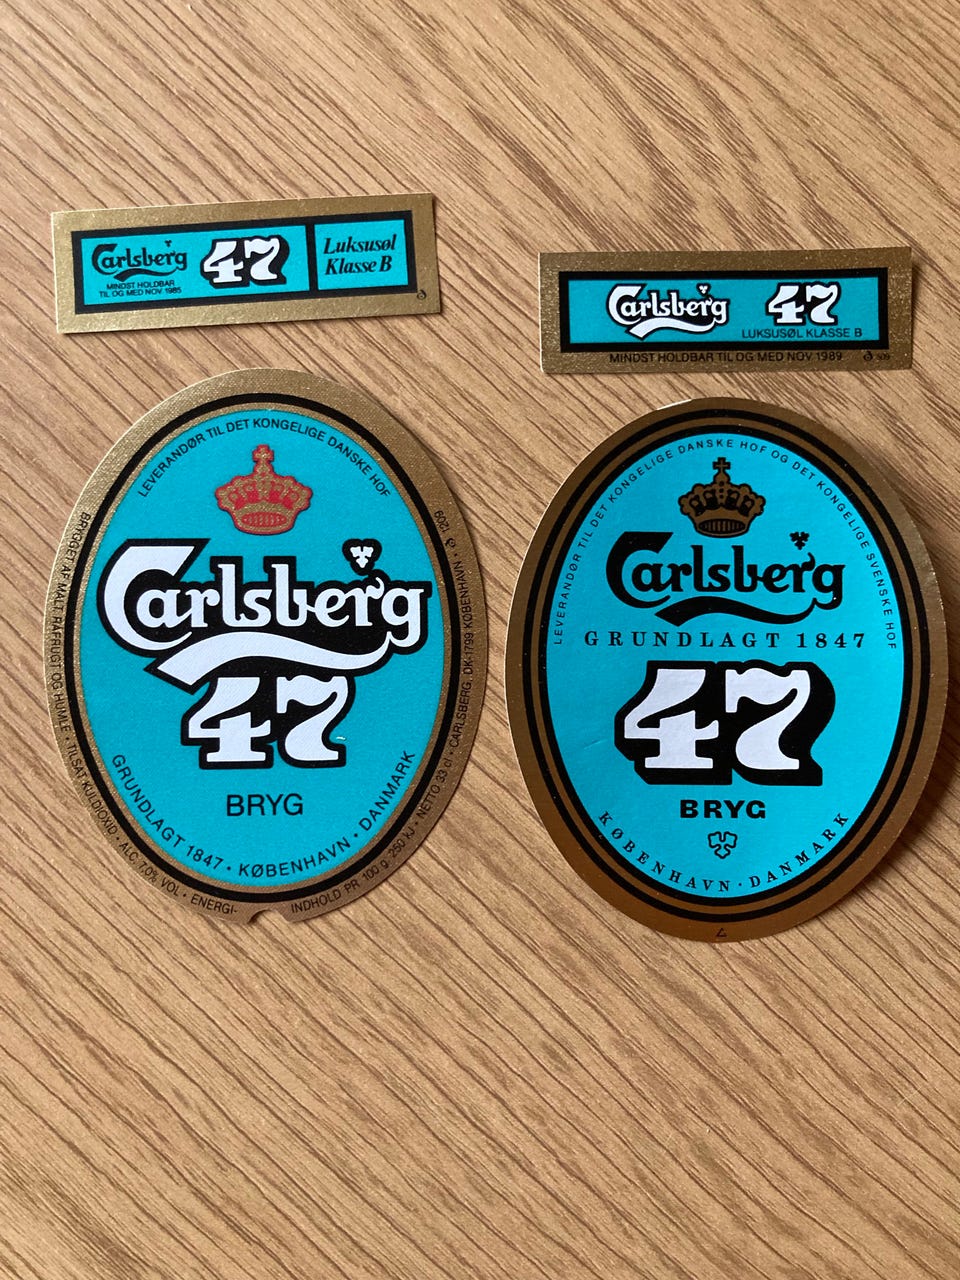 Carlsberg
47
MINDST HOLDBAR
TIL OG MED NOV. 1985
Luksusøl
Klasse B
Carlsberg
47
LUKSUSØL KLASSE B
MINDST HOLDBAR TIL OG MED NOV 1989
509
LEVERANDØR TIL DET KONGELIGE DANSKE HOF
Carlsberg
47
BRYG
GRUNDLAGT 1847 · KØBENHAVN · DANMARK
BRYGGET AF MALT, RÅFRUGT OG HUMLE • TILSAT KULDIOXID • ALC. 7,0% VOL • ENERGI-
INDHOLD PR 100 g 250 kJ • NETTO 33 cl • CARLSBERG, DK-1799 KØBENHAVN •
1209
LEVERANDØR TIL DET KONGELIGE DANSKE HOF OG DET KONGELIGE SVENSKE HOF
Carlsberg
GRUNDLAGT 1847
47
BRYG
KØBENHAVN · DANMARK